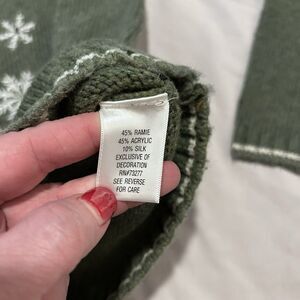 45% RAMIE
45% ACRYLIC
10% SILK
EXCLUSIVE OF
DECORATION
RN#73277
SEE REVERSE
FOR CARE